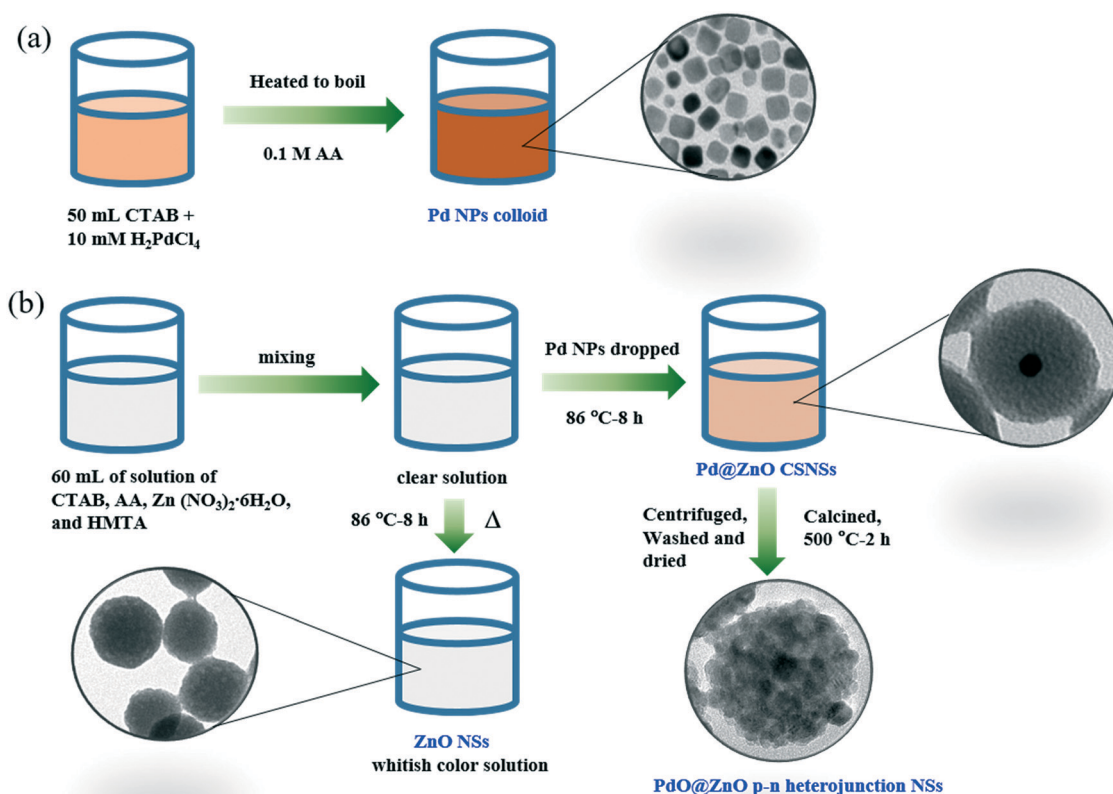 (a)
Heated to boil
0.1 M AA
50 mL CTAB +
10 mM H₂PdCl₄
Pd NPs colloid
(b)
mixing
Pd NPs dropped
86 °C-8 h
60 mL of solution of
CTAB, AA, Zn (NO₃)₂·6H₂O,
and HMTA
clear solution
Pd@ZnO CSNSs
86 °C-8 h
Δ
Centrifuged,
Washed and
dried
Calcined,
500 °C-2 h
ZnO NSs
whitish color solution
PdO@ZnO p-n heterojunction NSs